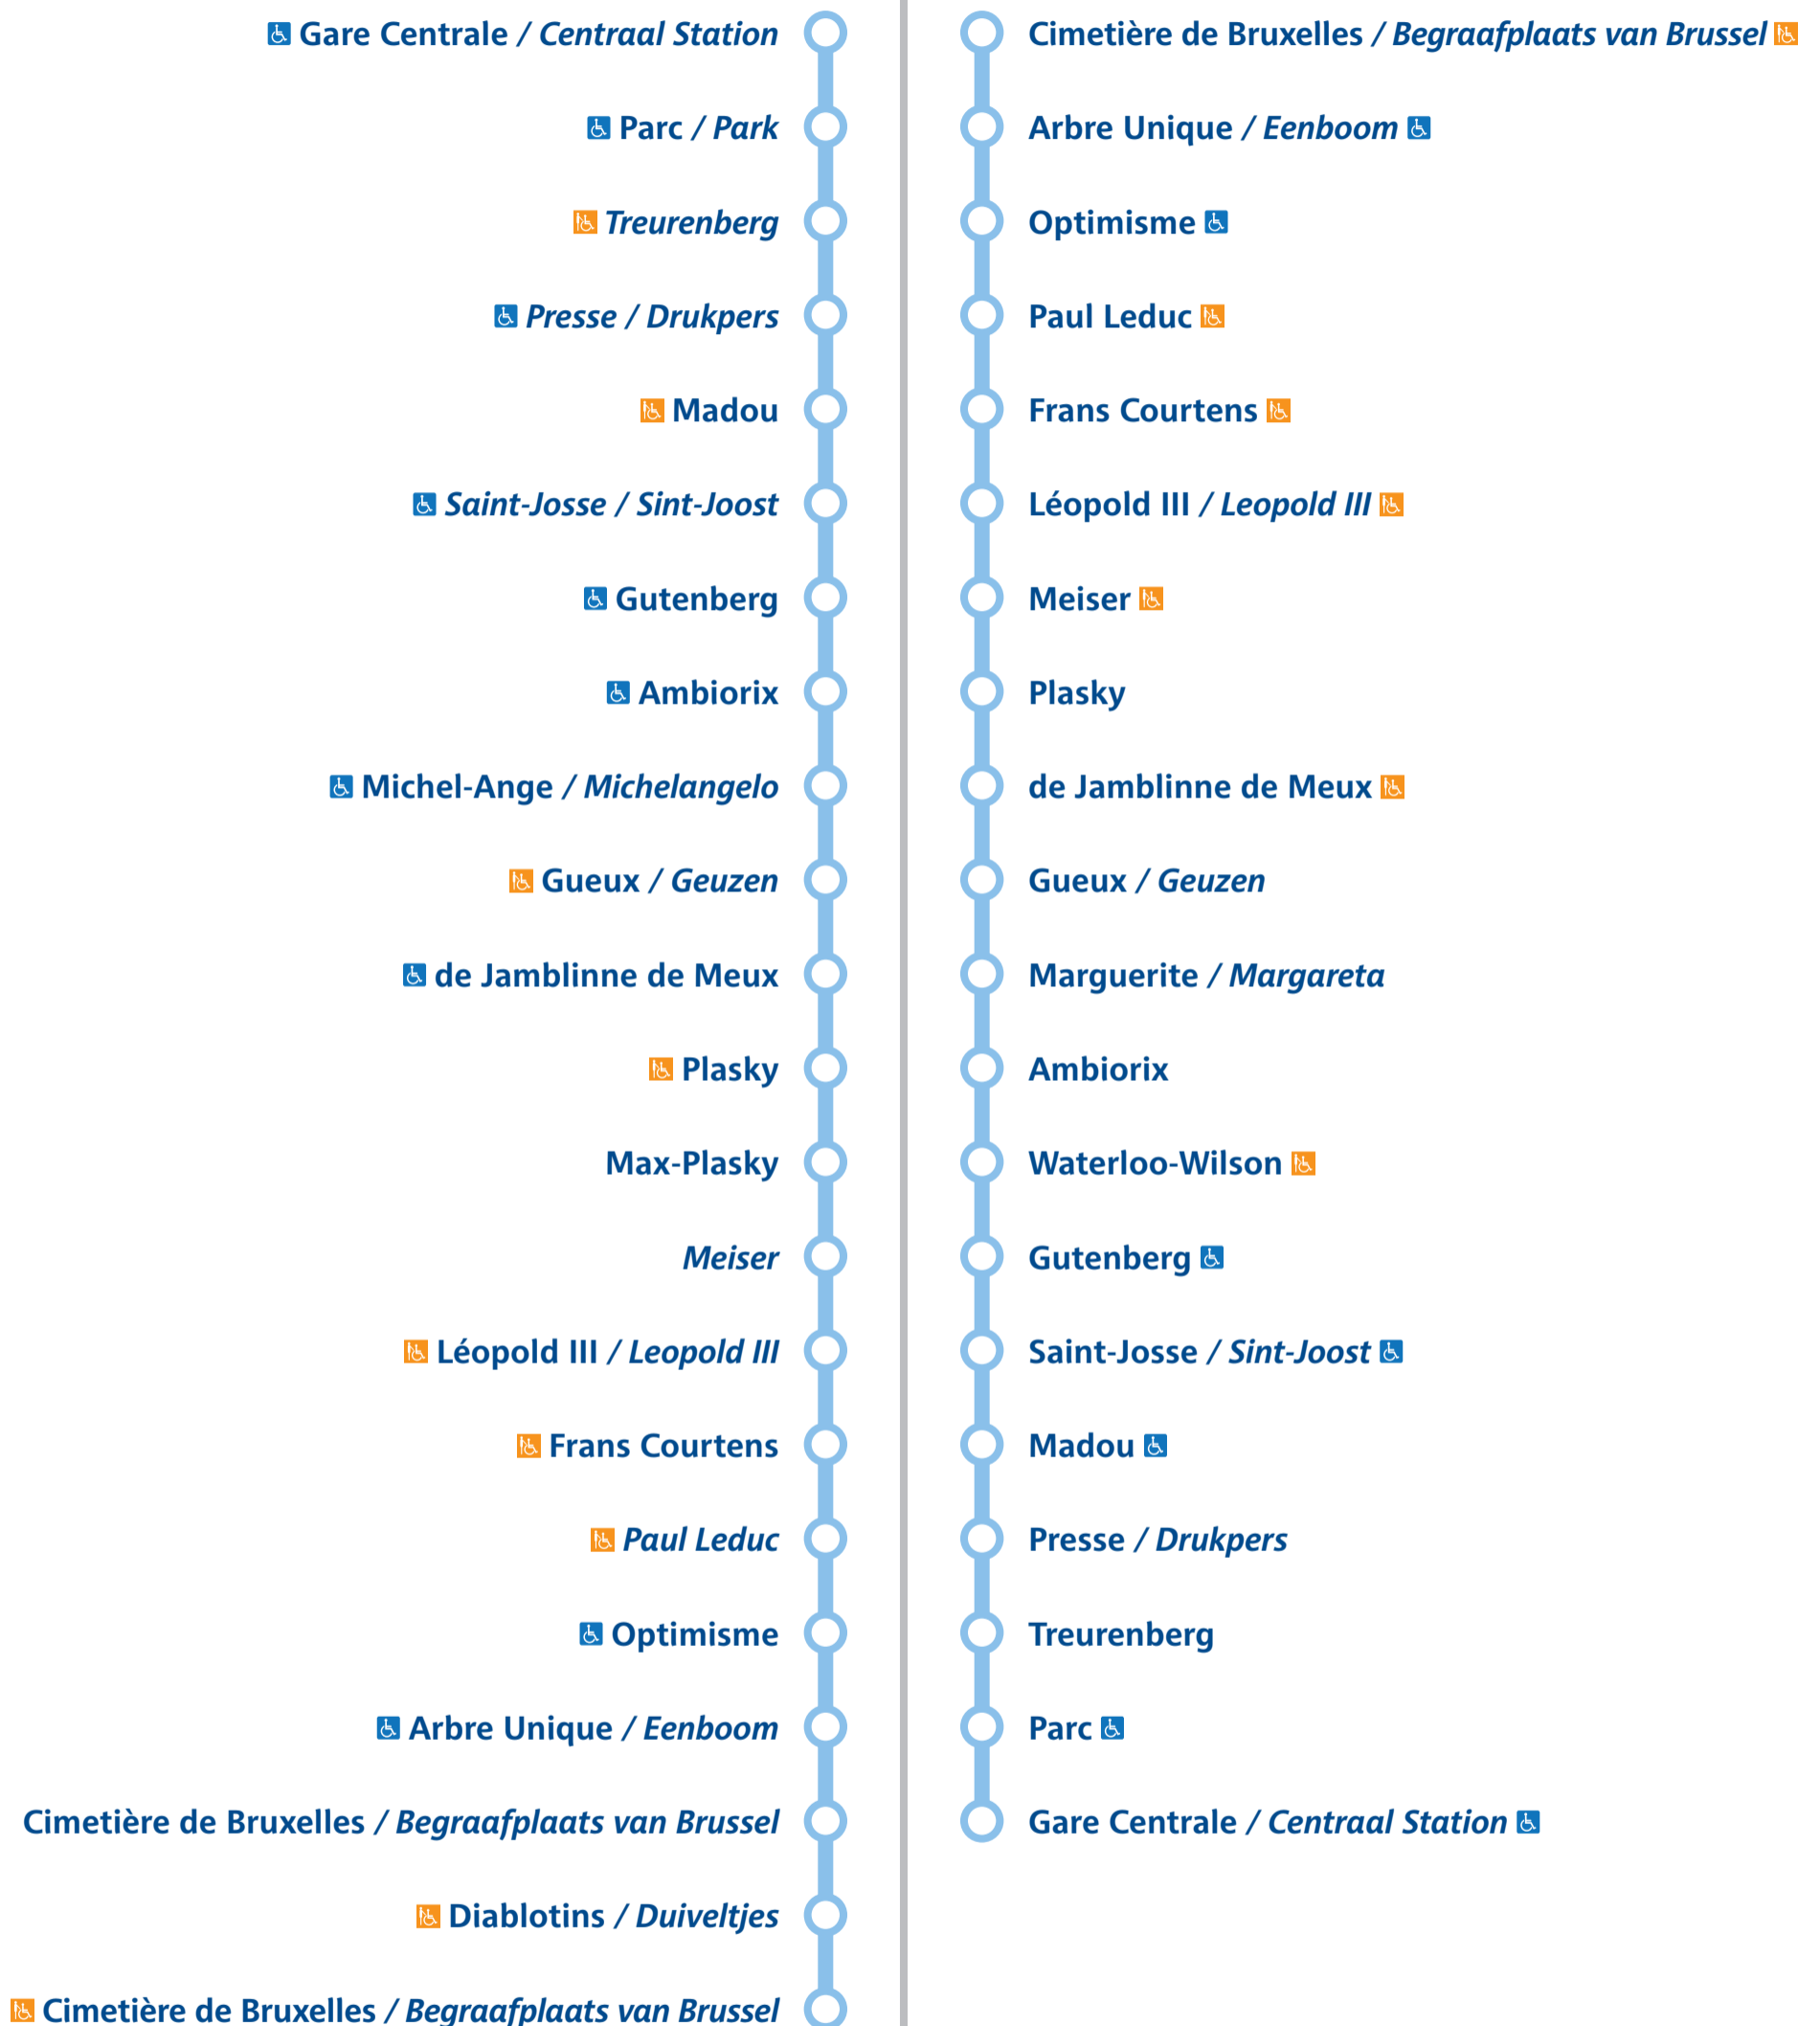 Gare Centrale / Centraal Station
Parc / Park
Treurenberg
Presse / Drukpers
Madou
Saint-Josse / Sint-Joost
Gutenberg
Ambiorix
Michel-Ange / Michelangelo
Gueux / Geuzen
de Jamblinne de Meux
Plasky
Max-Plasky
Meiser
Léopold III / Leopold III
Frans Courtens
Paul Leduc
Optimisme
Arbre Unique / Eenboom
Cimetière de Bruxelles / Begraafplaats van Brussel
Diablotins / Duiveltjes
Cimetière de Bruxelles / Begraafplaats van Brussel
Cimetière de Bruxelles / Begraafplaats van Brussel
Arbre Unique / Eenboom
Optimisme
Paul Leduc
Frans Courtens
Léopold III / Leopold III
Meiser
Plasky
de Jamblinne de Meux
Gueux / Geuzen
Marguerite / Margareta
Ambiorix
Waterloo-Wilson
Gutenberg
Saint-Josse / Sint-Joost
Madou
Presse / Drukpers
Treurenberg
Parc
Gare Centrale / Centraal Station